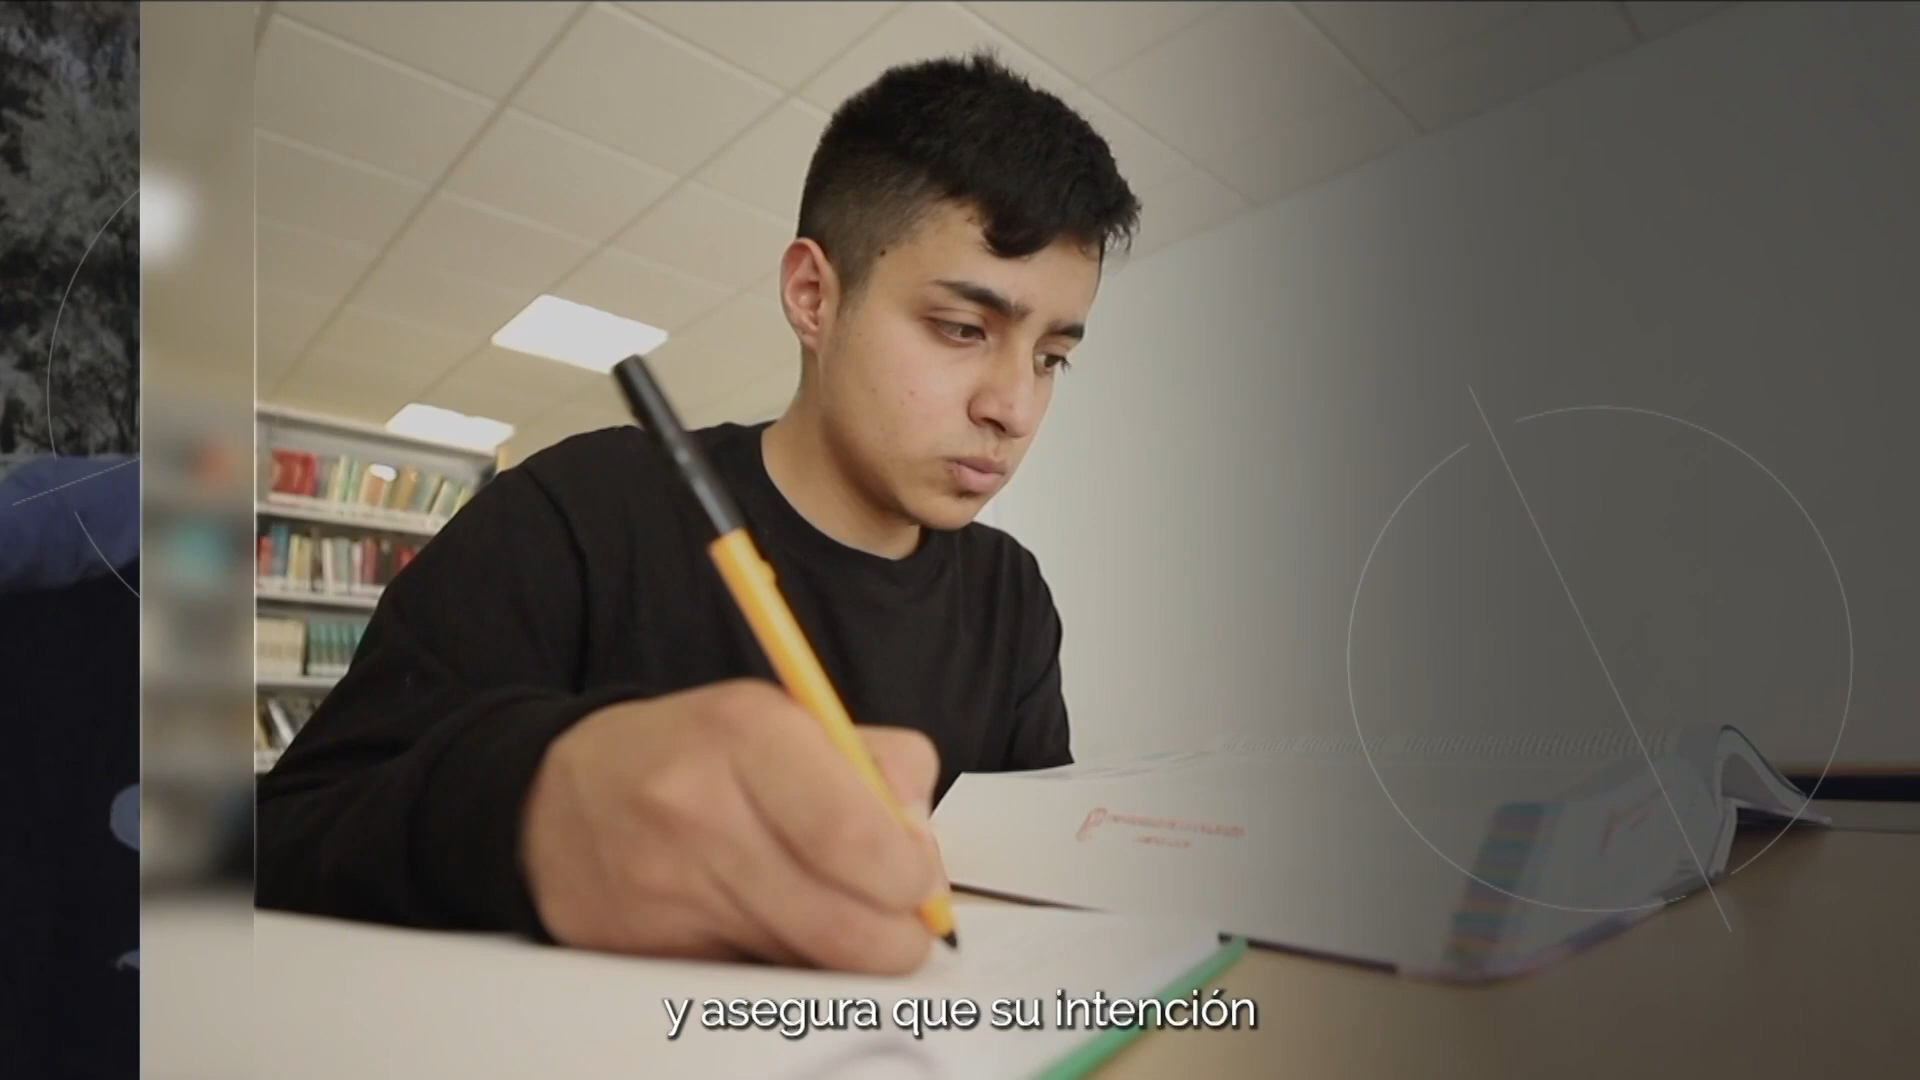 y asegura que su intención